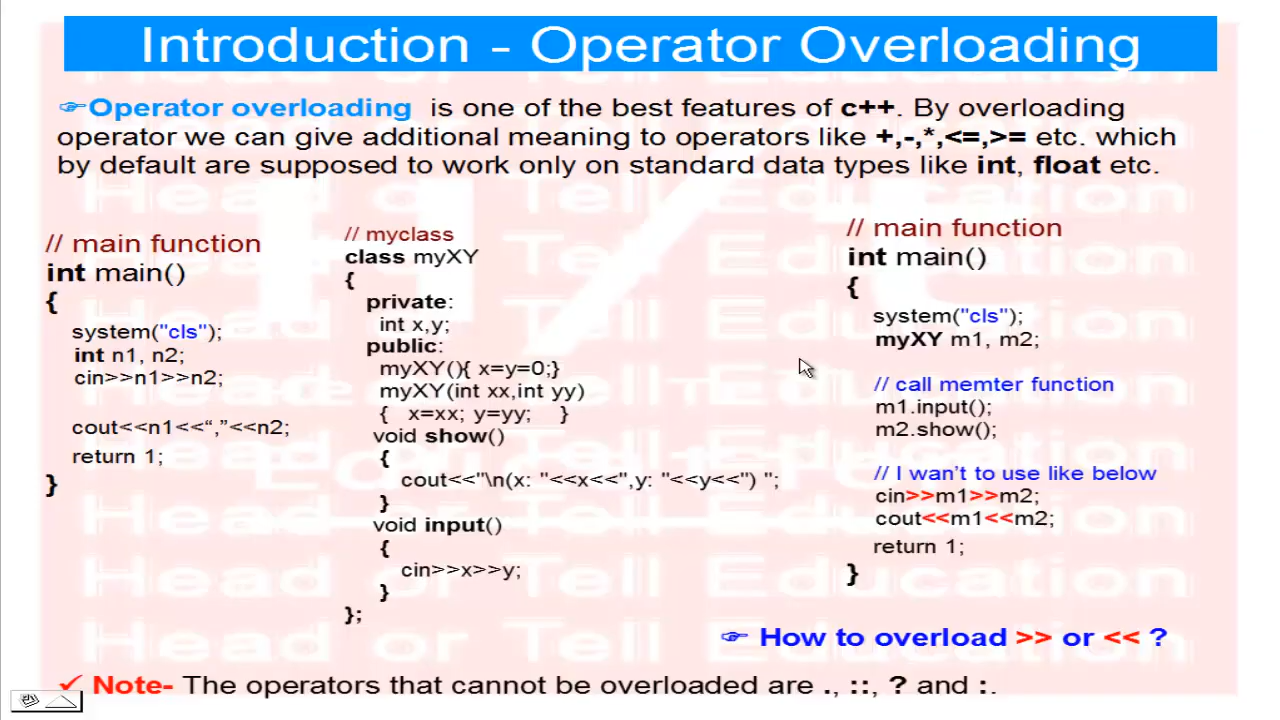 Introduction - Operator Overloading
☞Operator overloading is one of the best features of c++. By overloading
operator we can give additional meaning to operators like +,-,*,<=,>= etc. which
by default are supposed to work only on standard data types like int, float etc.
// main function
int main()
{
system("cls");
int n1, n2;
cin>>n1>>n2;
cout<<n1<<“,”<<n2;
return 1;
}
// myclass
class myXY
{
private:
int x,y;
public:
myXY(){ x=y=0;}
myXY(int xx,int yy)
{ x=xx; y=yy; }
void show()
{
cout<<"\n(x: "<<x<<",y: "<<y<<") ";
}
void input()
{
cin>>x>>y;
}
};
// main function
int main()
{
system("cls");
myXY m1, m2;
// call memter function
m1.input();
m2.show();
// I wan't to use like below
cin>>m1>>m2;
cout<<m1<<m2;
return 1;
}
☞ How to overload >> or << ?
✓ Note- The operators that cannot be overloaded are ., ::, ? and :.
Head or Tell Education